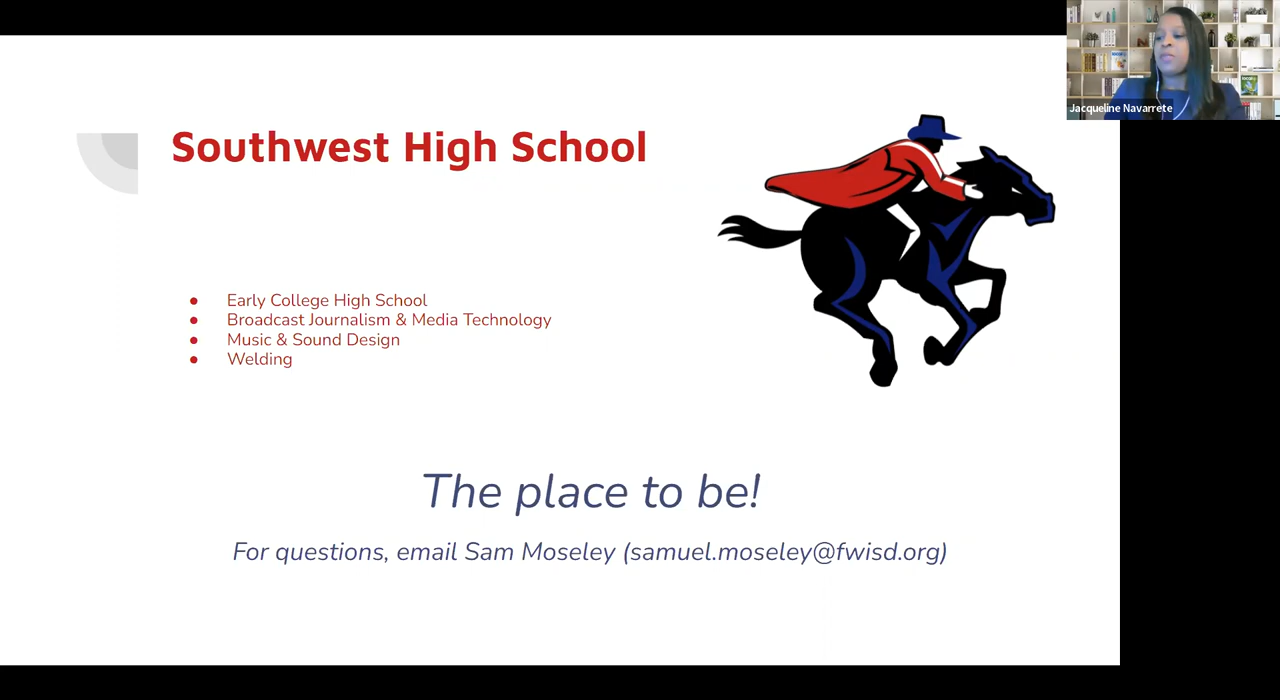 Jacqueline Navarrete
Southwest High School
● Early College High School
● Broadcast Journalism & Media Technology
● Music & Sound Design
● Welding
The place to be!
For questions, email Sam Moseley (samuel.moseley@fwisd.org)